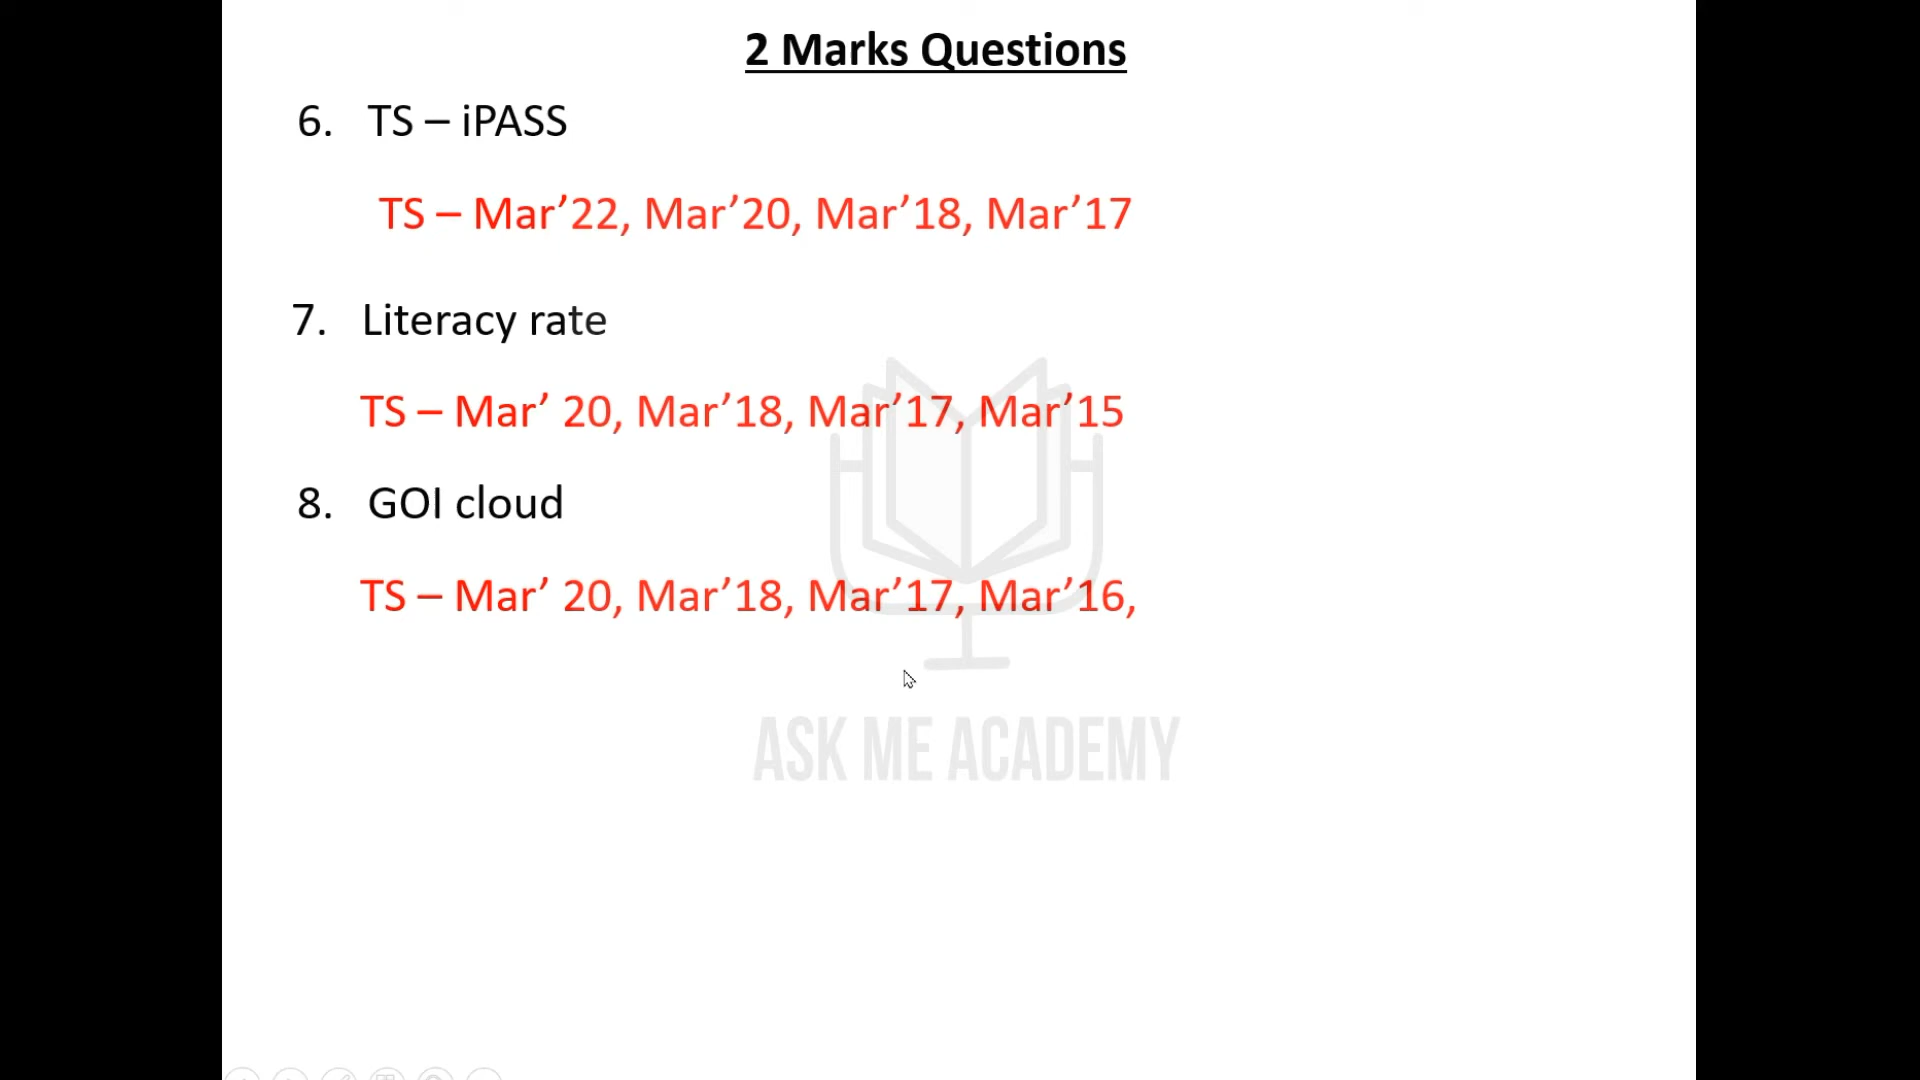 2 Marks Questions
6. TS – iPASS
TS – Mar’22, Mar’20, Mar’18, Mar’17
7. Literacy rate
TS – Mar’ 20, Mar’18, Mar’17, Mar’15
8. GOI cloud
TS – Mar’ 20, Mar’18, Mar’17, Mar’16,
ASK ME ACADEMY